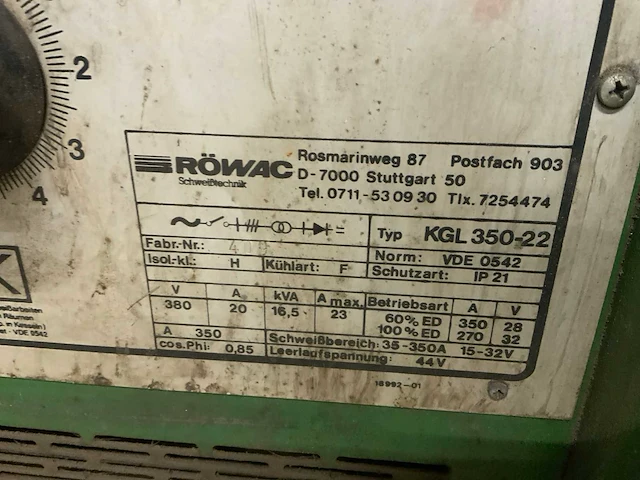 2
3
4
RÖWAC
Schweißtechnik
Rosmarinweg 87 Postfach 903
D-7000 Stuttgart 50
Tel. 0711-53 09 30 Tlx. 7254474
Typ KGL 350-22
Fabr.-Nr.:
Norm: VDE 0542
Isol.-kl.: H Kühlart: F
Schutzart: IP 21
V A kVA A max. Betriebsart A V
380 20 16,5 23 60% ED 350 28
100% ED 270 32
A 350
Schweißbereich: 35-350A 15-32V
cos.Phi: 0,85
Leerlaufspannung: 44V
18992-01
K
VDE 0542